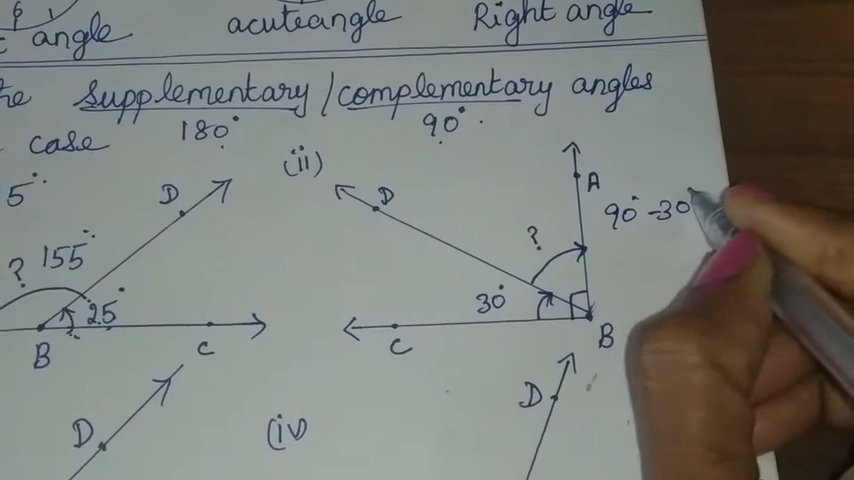 angle acuteangle Right angle
supplementary/complementary angles
case 180° 90°
5° (ii)
D D A
90° -30
? 155° ?
25° 30°
B C C B
D (iv) D